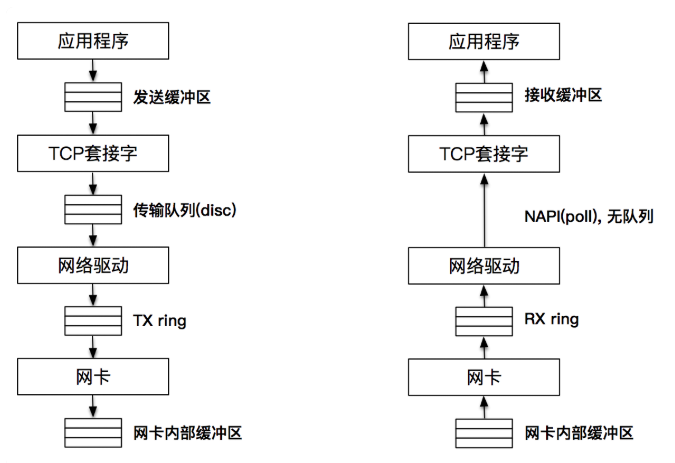 应用程序
发送缓冲区
TCP套接字
传输队列(disc)
网络驱动
TX ring
网卡
网卡内部缓冲区
应用程序
接收缓冲区
TCP套接字
NAPI(poll), 无队列
网络驱动
RX ring
网卡
网卡内部缓冲区